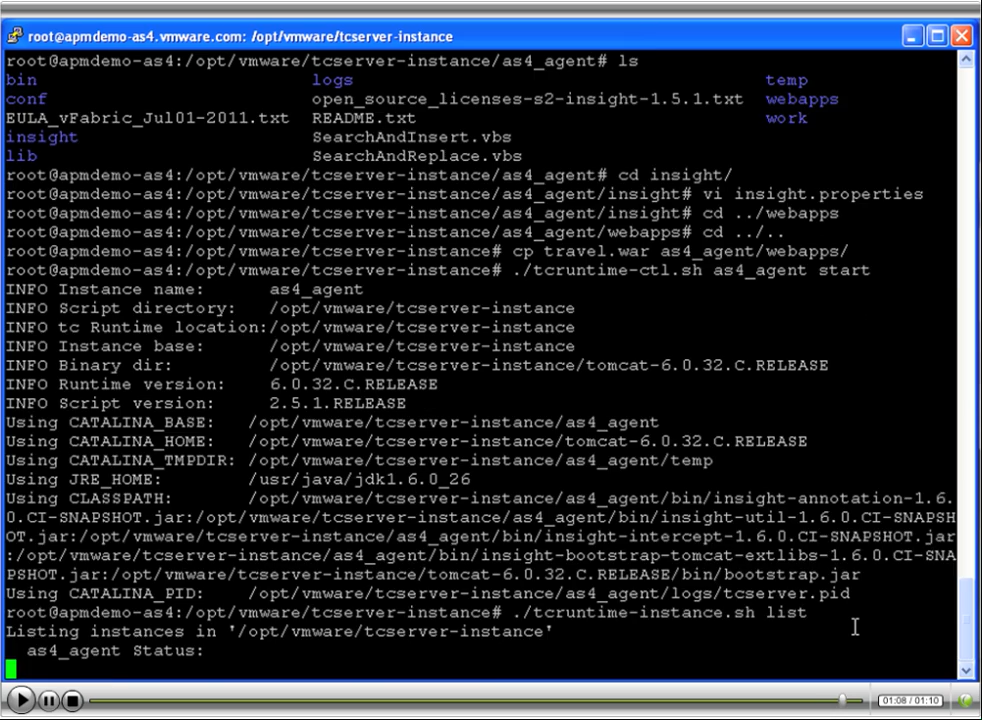 root@apmdemo-as4.vmware.com: /opt/vmware/tcserver-instance
root@apmdemo-as4:/opt/vmware/tcserver-instance/as4_agent# ls
bin logs temp
conf open_source_licenses-s2-insight-1.5.1.txt webapps
EULA_vFabric_Jul01-2011.txt README.txt work
insight SearchAndInsert.vbs
lib SearchAndReplace.vbs
root@apmdemo-as4:/opt/vmware/tcserver-instance/as4_agent# cd insight/
root@apmdemo-as4:/opt/vmware/tcserver-instance/as4_agent/insight# vi insight.properties
root@apmdemo-as4:/opt/vmware/tcserver-instance/as4_agent/insight# cd ../webapps
root@apmdemo-as4:/opt/vmware/tcserver-instance/as4_agent/webapps# cd ../..
root@apmdemo-as4:/opt/vmware/tcserver-instance# cp travel.war as4_agent/webapps/
root@apmdemo-as4:/opt/vmware/tcserver-instance# ./tcruntime-ctl.sh as4_agent start
INFO Instance name: as4_agent
INFO Script directory: /opt/vmware/tcserver-instance
INFO tc Runtime location:/opt/vmware/tcserver-instance
INFO Instance base: /opt/vmware/tcserver-instance
INFO Binary dir: /opt/vmware/tcserver-instance/tomcat-6.0.32.C.RELEASE
INFO Runtime version: 6.0.32.C.RELEASE
INFO Script version: 2.5.1.RELEASE
Using CATALINA_BASE: /opt/vmware/tcserver-instance/as4_agent
Using CATALINA_HOME: /opt/vmware/tcserver-instance/tomcat-6.0.32.C.RELEASE
Using CATALINA_TMPDIR: /opt/vmware/tcserver-instance/as4_agent/temp
Using JRE_HOME: /usr/java/jdk1.6.0_26
Using CLASSPATH: /opt/vmware/tcserver-instance/as4_agent/bin/insight-annotation-1.6.
0.CI-SNAPSHOT.jar:/opt/vmware/tcserver-instance/as4_agent/bin/insight-util-1.6.0.CI-SNAPSH
OT.jar:/opt/vmware/tcserver-instance/as4_agent/bin/insight-intercept-1.6.0.CI-SNAPSHOT.jar
:/opt/vmware/tcserver-instance/as4_agent/bin/insight-bootstrap-tomcat-extlibs-1.6.0.CI-SNA
PSHOT.jar:/opt/vmware/tcserver-instance/tomcat-6.0.32.C.RELEASE/bin/bootstrap.jar
Using CATALINA_PID: /opt/vmware/tcserver-instance/as4_agent/logs/tcserver.pid
root@apmdemo-as4:/opt/vmware/tcserver-instance# ./tcruntime-instance.sh list
Listing instances in '/opt/vmware/tcserver-instance'
as4_agent Status:
01:08 / 01:10